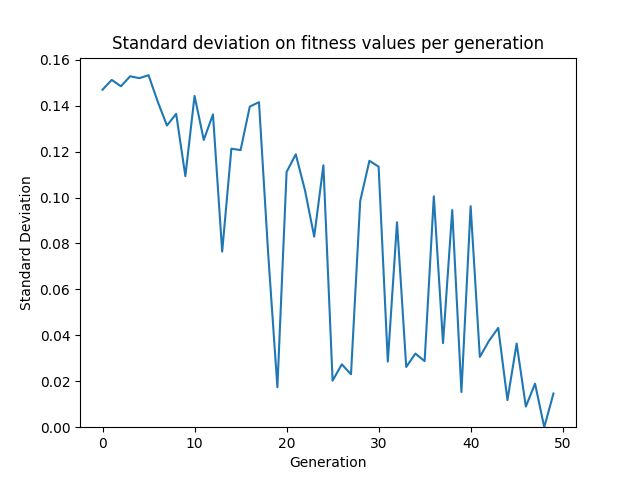 Standard deviation on fitness values per generation
0.16
0.14
0.12
0.10
0.08
0.06
0.04
0.02
0.00
Standard Deviation
0 10 20 30 40 50
Generation